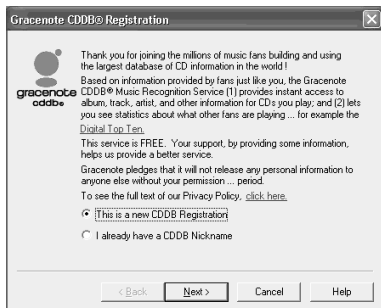 Gracenote CDDB® Registration
Thank you for joining the millions of music fans building and using
the largest database of CD information in the world !
Based on information provided by fans just like you, the Gracenote
CDDB® Music Recognition Service (1) provides instant access to
album, track, artist, and other information for CDs you play; and (2) lets
you see statistics about what other fans are playing ... for example the
Digital Top Ten.
This service is FREE. Your support, by providing some information,
helps us provide a better service.
Gracenote pledges that it will not release any personal information to
anyone else without your permission ... period.
To see the full text of our Privacy Policy, click here.
gracenote
cddb®
This is a new CDDB Registration
I already have a CDDB Nickname
< Back
Next >
Cancel
Help